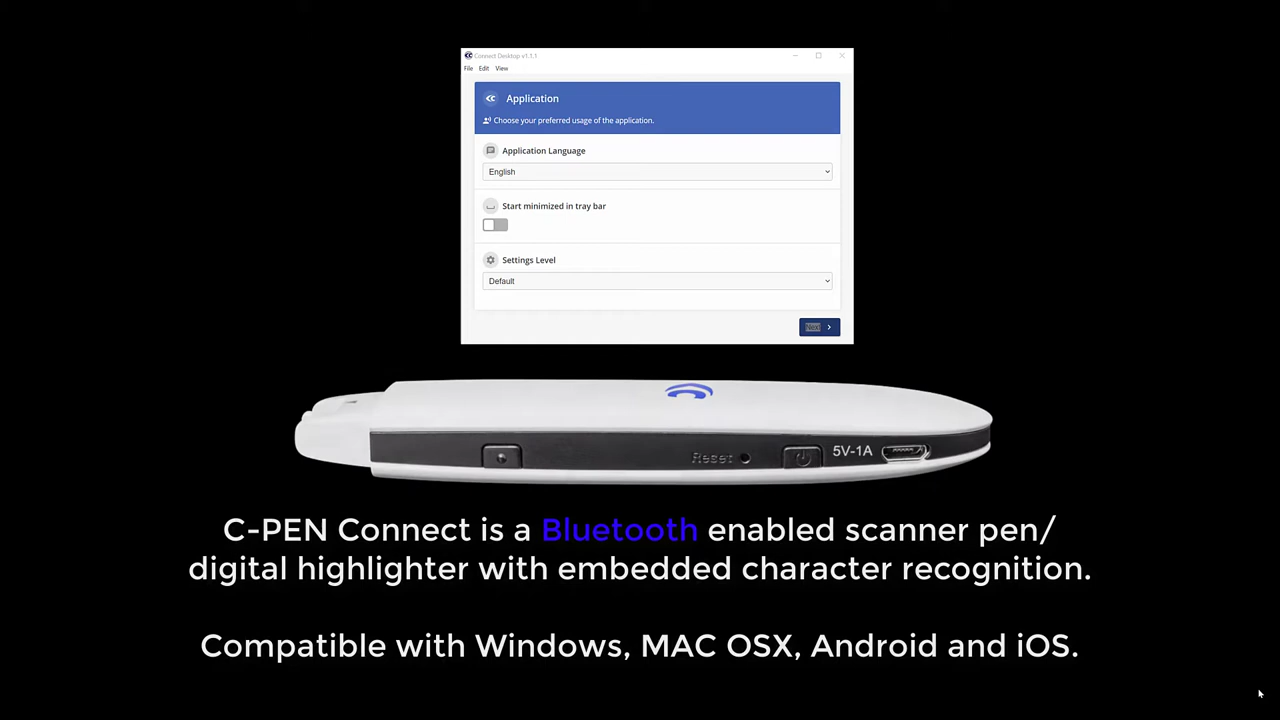 Connect Desktop v1.1.1
File Edit View
Application
Choose your preferred usage of the application.
Application Language
English
Start minimized in tray bar
Settings Level
Default
Next
Reset
5V-1A
C-PEN Connect is a Bluetooth enabled scanner pen/
digital highlighter with embedded character recognition.
Compatible with Windows, MAC OSX, Android and iOS.